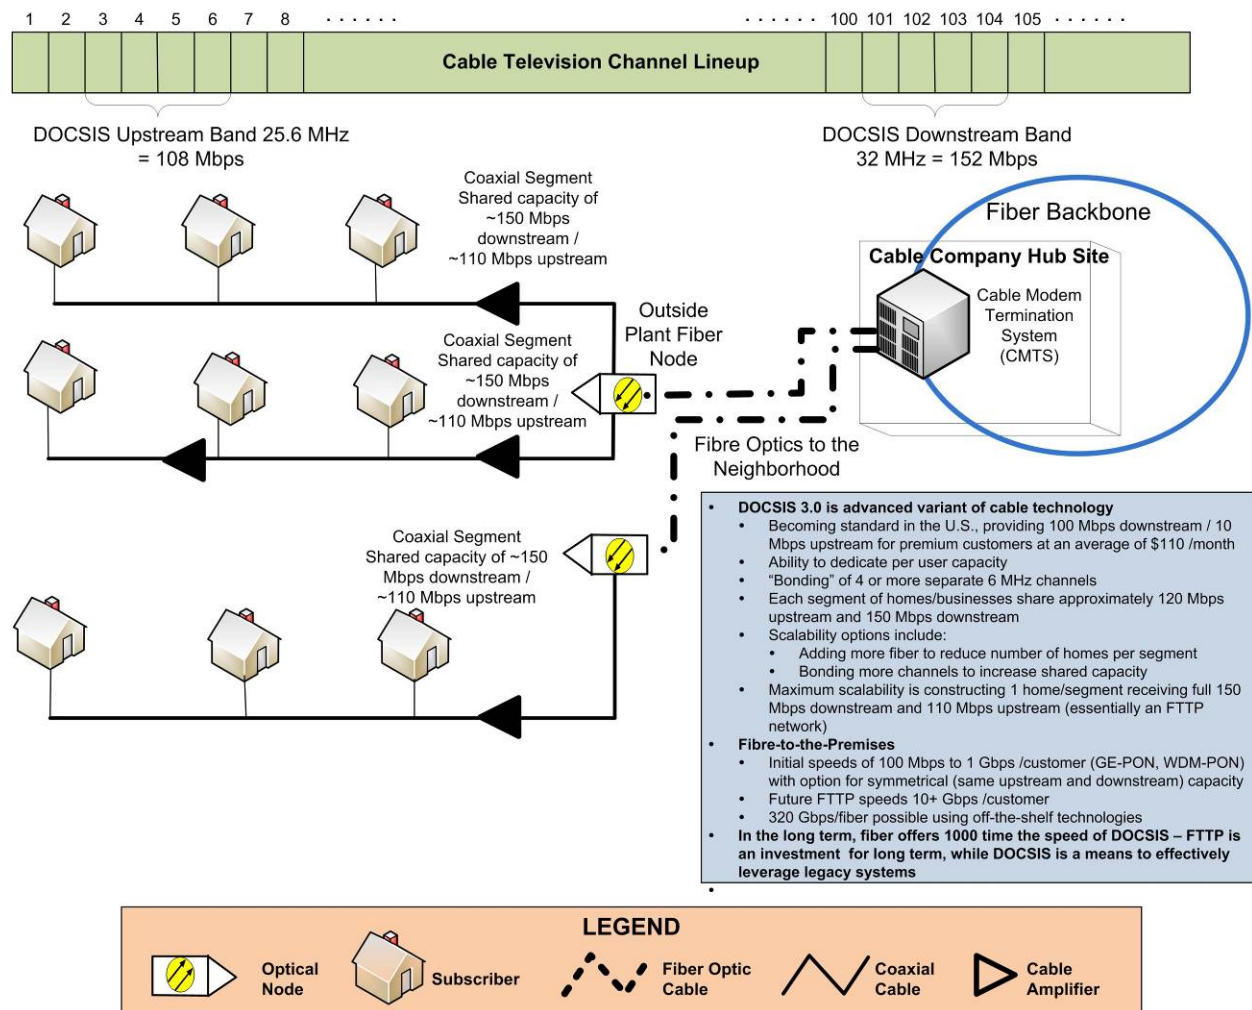 1 2 3 4 5 6 7 8 . . . . . . . . . . . . 100 101 102 103 104 105 . . . . . .
Cable Television Channel Lineup
DOCSIS Upstream Band 25.6 MHz
= 108 Mbps
DOCSIS Downstream Band
32 MHz = 152 Mbps
Coaxial Segment
Shared capacity of
~150 Mbps
downstream /
~110 Mbps upstream
Fiber Backbone
Cable Company Hub Site
Cable Modem
Termination
System
(CMTS)
Outside
Plant Fiber
Node
Coaxial Segment
Shared capacity of
~150 Mbps
downstream /
~110 Mbps upstream
Fibre Optics to the
Neighborhood
Coaxial Segment
Shared capacity of ~150
Mbps downstream /
~110 Mbps upstream
• DOCSIS 3.0 is advanced variant of cable technology
• Becoming standard in the U.S., providing 100 Mbps downstream / 10
Mbps upstream for premium customers at an average of $110 /month
• Ability to dedicate per user capacity
• “Bonding” of 4 or more separate 6 MHz channels
• Each segment of homes/businesses share approximately 120 Mbps
upstream and 150 Mbps downstream
• Scalability options include:
• Adding more fiber to reduce number of homes per segment
• Bonding more channels to increase shared capacity
• Maximum scalability is constructing 1 home/segment receiving full 150
Mbps downstream and 110 Mbps upstream (essentially an FTTP
network)
• Fibre-to-the-Premises
• Initial speeds of 100 Mbps to 1 Gbps /customer (GE-PON, WDM-PON)
with option for symmetrical (same upstream and downstream) capacity
• Future FTTP speeds 10+ Gbps /customer
• 320 Gbps/fiber possible using off-the-shelf technologies
• In the long term, fiber offers 1000 time the speed of DOCSIS – FTTP is
an investment for long term, while DOCSIS is a means to effectively
leverage legacy systems
•
LEGEND
Optical
Node
Subscriber
Fiber Optic
Cable
Coaxial
Cable
Cable
Amplifier